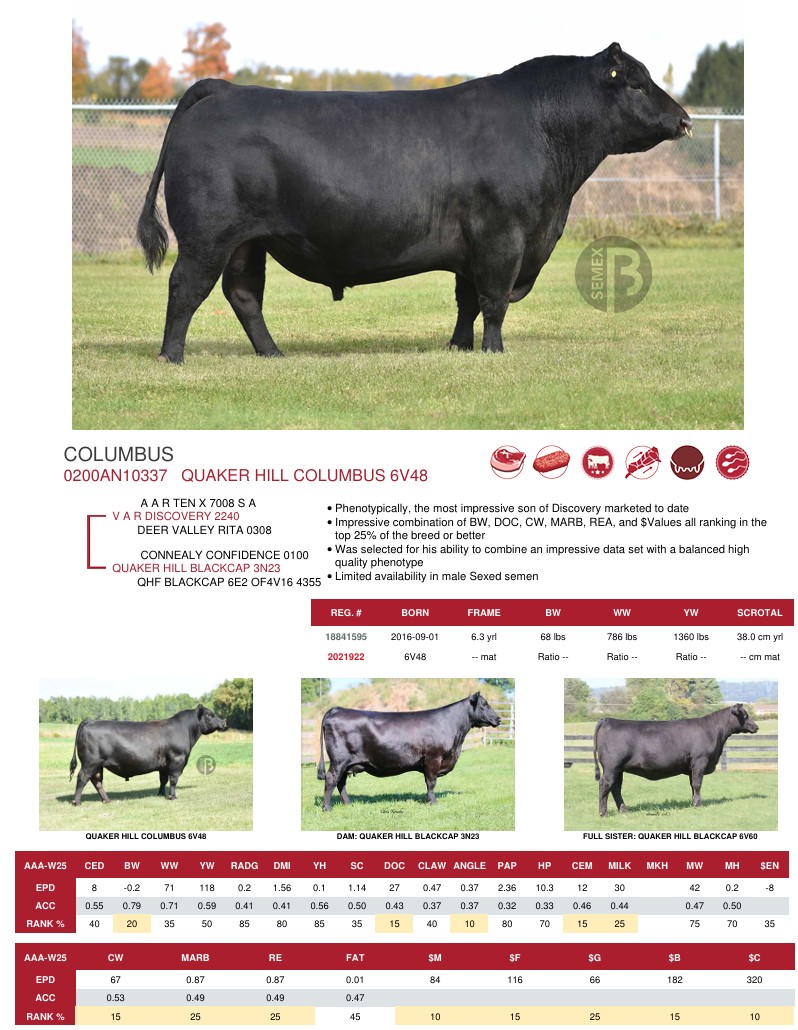 SEMEX B
COLUMBUS
0200AN10337 QUAKER HILL COLUMBUS 6V48
A A R TEN X 7008 S A
V A R DISCOVERY 2240
DEER VALLEY RITA 0308
CONNEALY CONFIDENCE 0100
QUAKER HILL BLACKCAP 3N23
QHF BLACKCAP 6E2 OF4V16 4355
• Phenotypically, the most impressive son of Discovery marketed to date
• Impressive combination of BW, DOC, CW, MARB, REA, and $Values all ranking in the
top 25% of the breed or better
• Was selected for his ability to combine an impressive data set with a balanced high
quality phenotype
• Limited availability in male Sexed semen
REG. # BORN FRAME BW WW YW SCROTAL
18841595 2016-09-01 6.3 yrl 68 lbs 786 lbs 1360 lbs 38.0 cm yrl
2021922 6V48 -- mat Ratio -- Ratio -- Ratio -- -- cm mat
B
QUAKER HILL COLUMBUS 6V48
DAM: QUAKER HILL BLACKCAP 3N23
FULL SISTER: QUAKER HILL BLACKCAP 6V60
AAA-W25 CED BW WW YW RADG DMI YH SC DOC CLAW ANGLE PAP HP CEM MILK MKH MW MH $EN
EPD 8 -0.2 71 118 0.2 1.56 0.1 1.14 27 0.47 0.37 2.36 10.3 12 30 42 0.2 -8
ACC 0.55 0.79 0.71 0.59 0.41 0.41 0.56 0.50 0.43 0.37 0.37 0.32 0.33 0.46 0.44 0.47 0.50
RANK % 40 20 35 50 85 80 85 35 15 40 10 80 70 15 25 75 70 35
AAA-W25 CW MARB RE FAT $M $F $G $B $C
EPD 67 0.87 0.87 0.01 84 116 66 182 320
ACC 0.53 0.49 0.49 0.47
RANK % 15 25 25 45 10 15 25 15 10